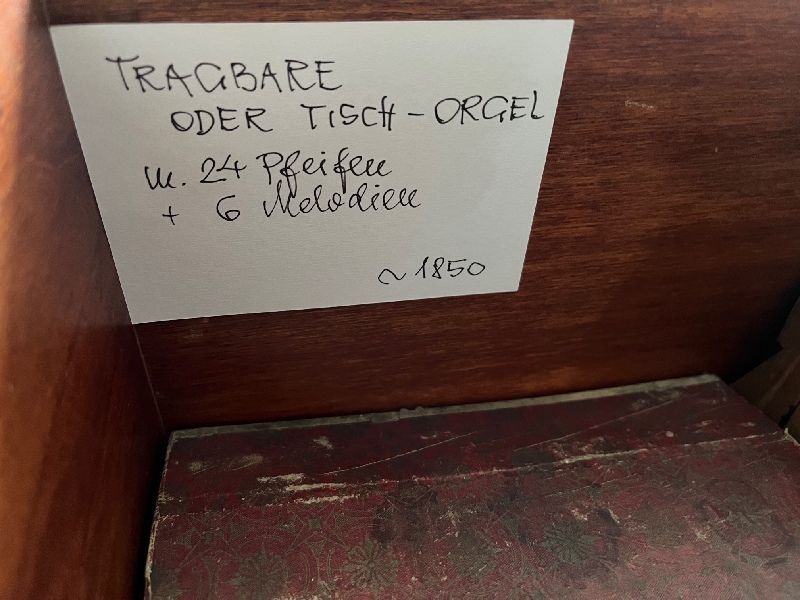 TRAGBARE
ODER TISCH-ORGEL
m. 24 Pfeifen
+ 6 Melodien
~ 1850